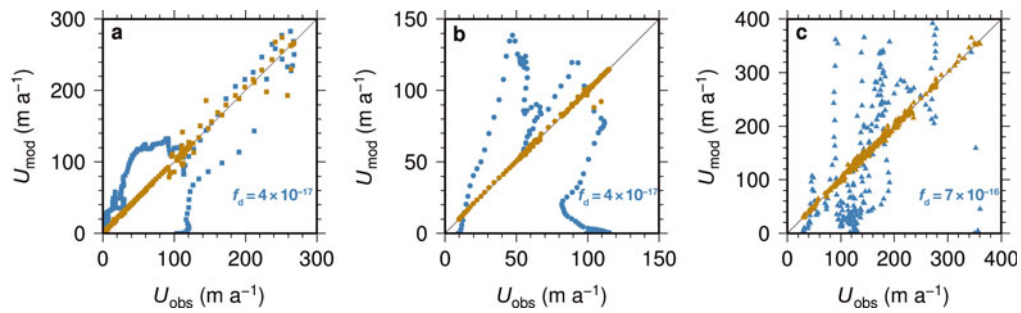 a
300
200
100
0
U_mod (m a⁻¹)
f_d = 4 × 10⁻¹⁷
0 100 200 300
U_obs (m a⁻¹)
b
150
100
50
0
U_mod (m a⁻¹)
f_d = 4 × 10⁻¹⁷
0 50 100 150
U_obs (m a⁻¹)
c
400
300
200
100
0
U_mod (m a⁻¹)
f_d = 7 × 10⁻¹⁶
0 100 200 300 400
U_obs (m a⁻¹)